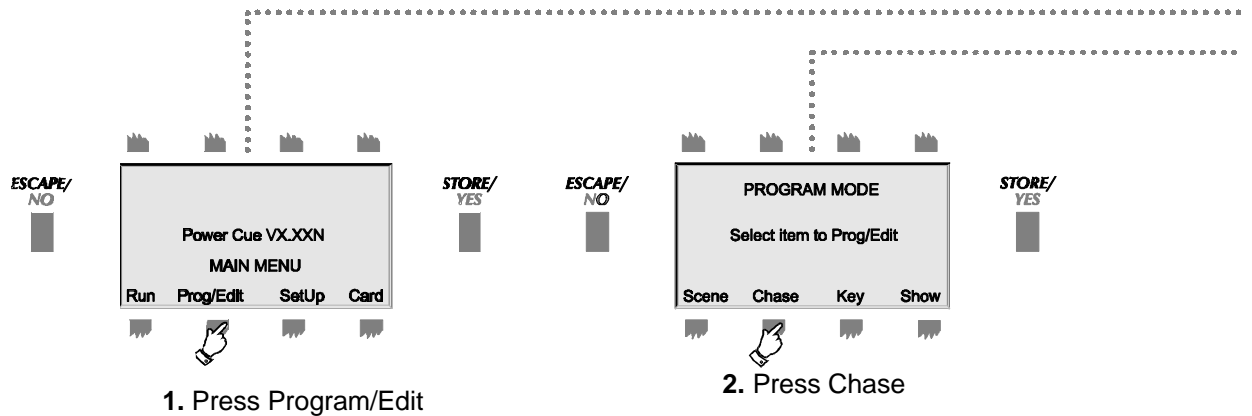 ESCAPE/
NO
Power Cue VX.XXN
MAIN MENU
Run Prog/Edit SetUp Card
STORE/
YES
1. Press Program/Edit
ESCAPE/
NO
PROGRAM MODE
Select item to Prog/Edit
Scene Chase Key Show
STORE/
YES
2. Press Chase